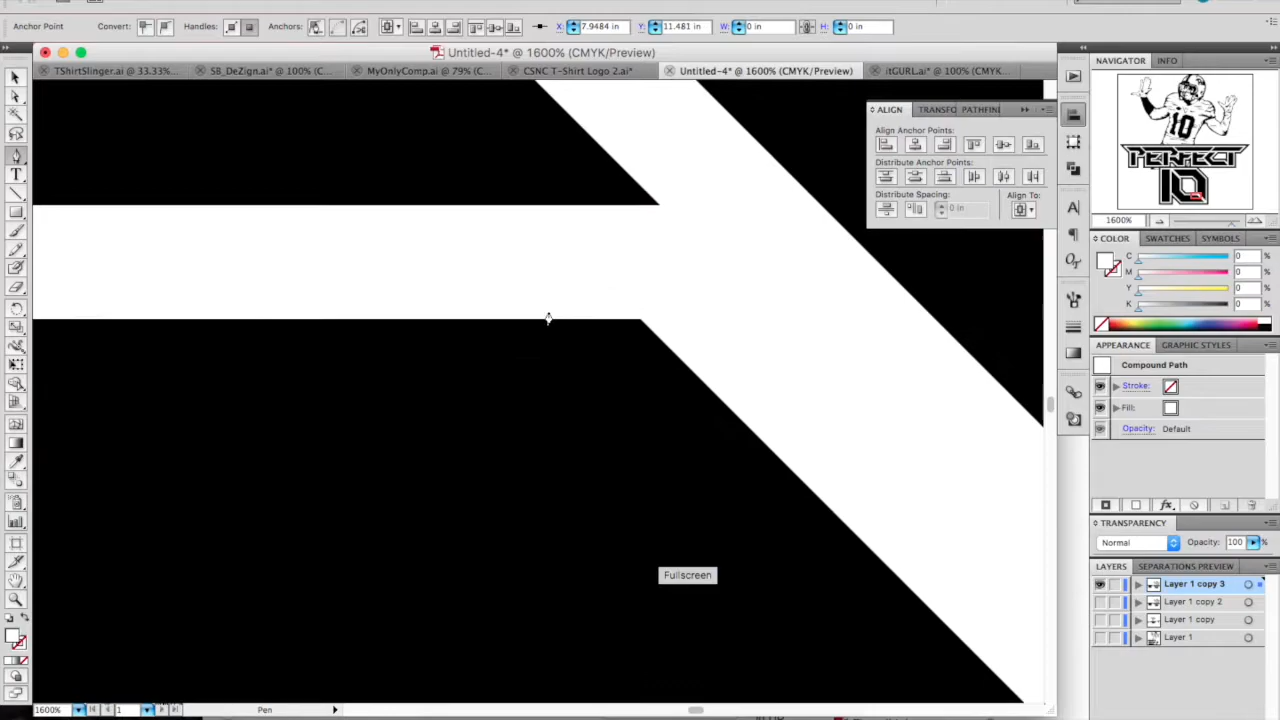 Anchor Point Convert: Handles: Anchors: X: 7.9484 in Y: 11.481 in W: 0 in H: 0 in
Untitled-4* @ 1600% (CMYK/Preview)
TShirtSlinger.ai @ 33.33%... SB_DeZign.ai* @ 100% (C... MyOnlyComp.ai @ 79% (C... CSNC T-Shirt Logo 2.ai* Untitled-4* @ 1600% (CMYK/Preview) itGURL.ai* @ 100% (CMYK...
ALIGN TRANSFO PATHFIN
Align Anchor Points:
Distribute Anchor Points:
Distribute Spacing: Align To:
0 in
NAVIGATOR INFO
10
PERFECT
10
1600%
COLOR SWATCHES SYMBOLS
C 0 %
M 0 %
Y 0 %
K 0 %
APPEARANCE GRAPHIC STYLES
Compound Path
Stroke:
Fill:
Opacity: Default
TRANSPARENCY
Normal Opacity: 100 %
LAYERS SEPARATIONS PREVIEW
Layer 1 copy 3
Layer 1 copy 2
Layer 1 copy
Layer 1
Fullscreen
1600% 1 Pen